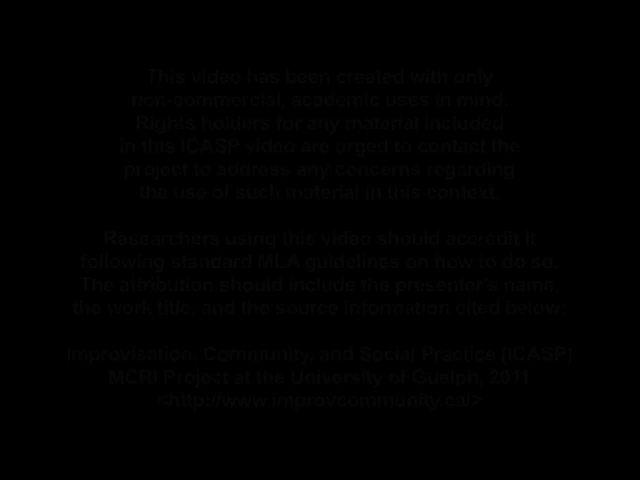 This video has been created with only
non-commercial, academic uses in mind.
Rights holders for any material included
in this ICASP video are urged to contact the
project to address any concerns regarding
the use of such material in this context.
Researchers using this video should accredit it
following standard MLA guidelines on how to do so.
The attribution should include the presenter's name,
the work title, and the source information cited below:
Improvisation, Community, and Social Practice (ICASP)
MCRI Project at the University of Guelph, 2011
<http://www.improvcommunity.ca/>